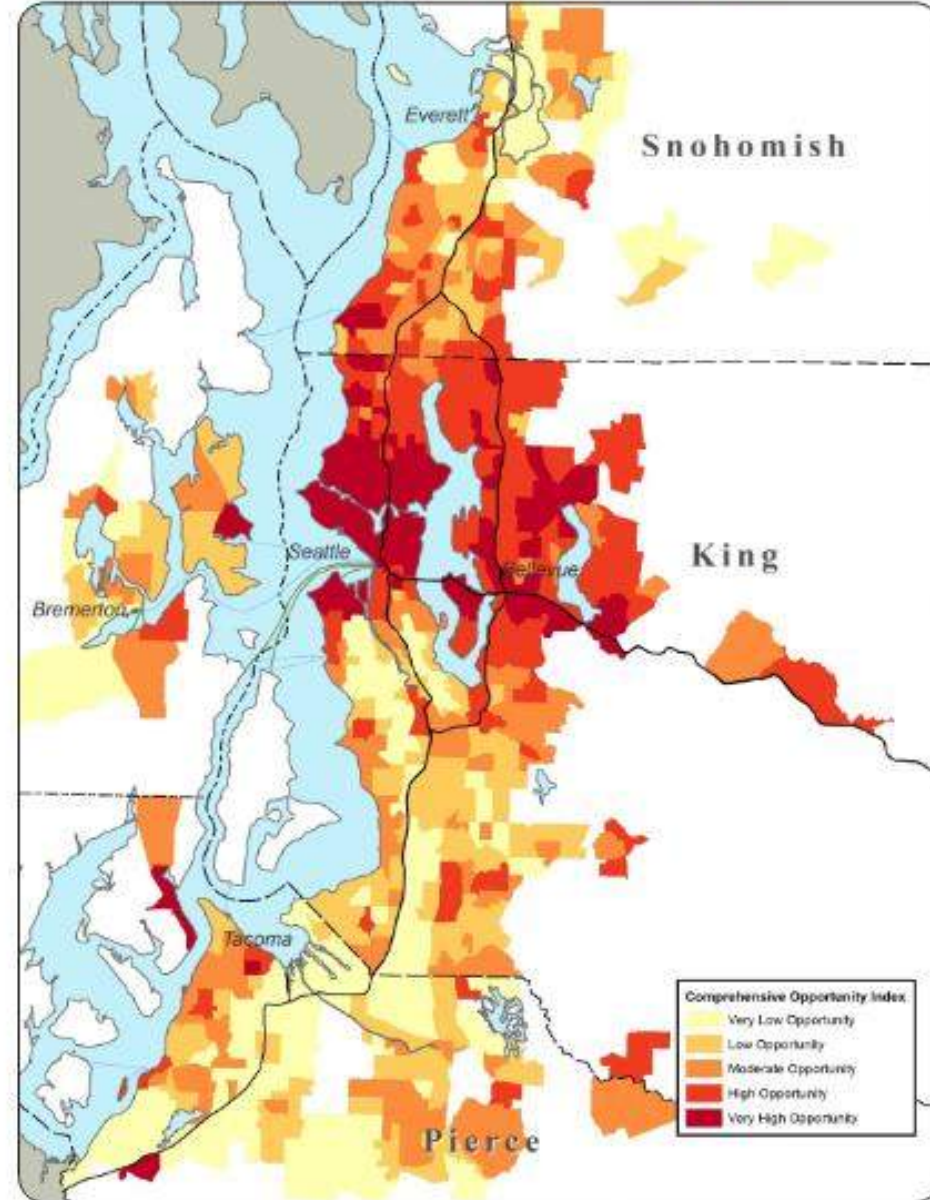 Everett
Snohomish
Seattle
King
Bellevue
Bremerton
Tacoma
Comprehensive Opportunity Index
Very Low Opportunity
Low Opportunity
Moderate Opportunity
High Opportunity
Very High Opportunity
Pierce